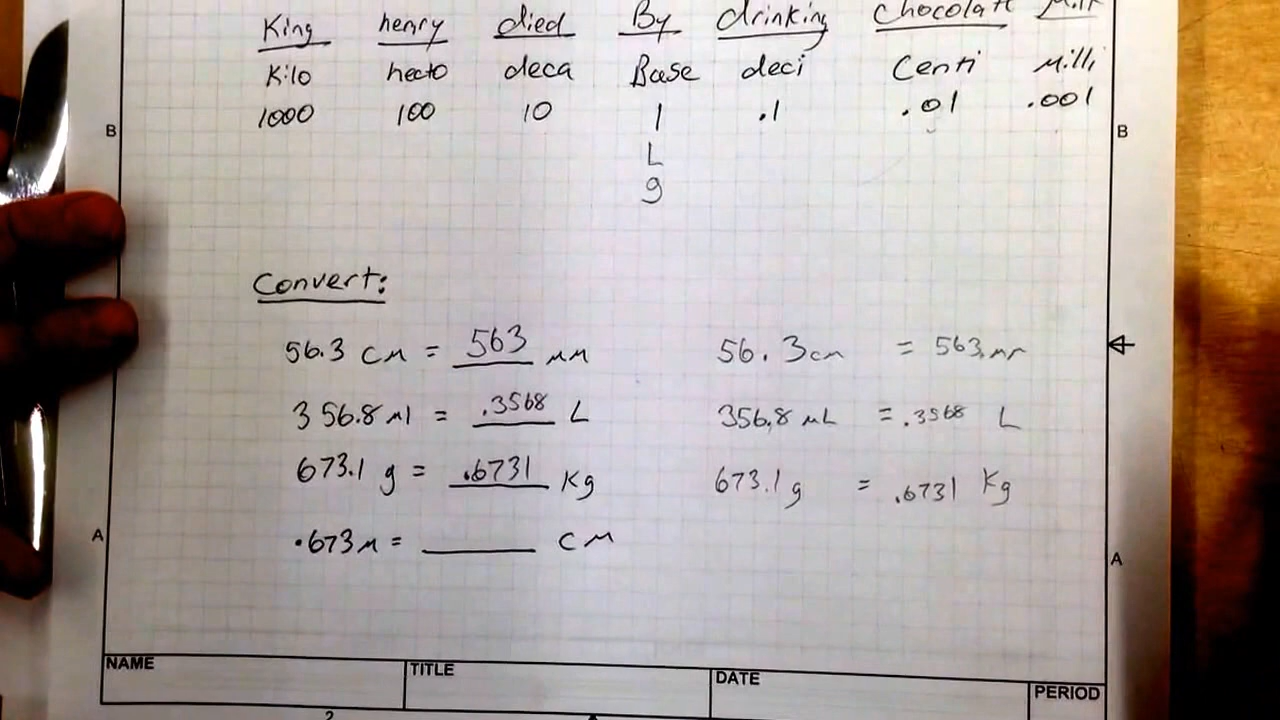 King henry died By drinking chocolate Milk
Kilo hecto deca Base deci Centi Milli
1000 100 10 1 .1 .01 .001
B L B
g
Convert:
56.3 cm = 563 mm 56.3 cm = 563 mm
356.8 ml = .3568 L 356.8 mL = .3568 L
673.1 g = .6731 Kg 673.1 g = .6731 Kg
A .673 m = ____ cm A
NAME TITLE DATE PERIOD
2